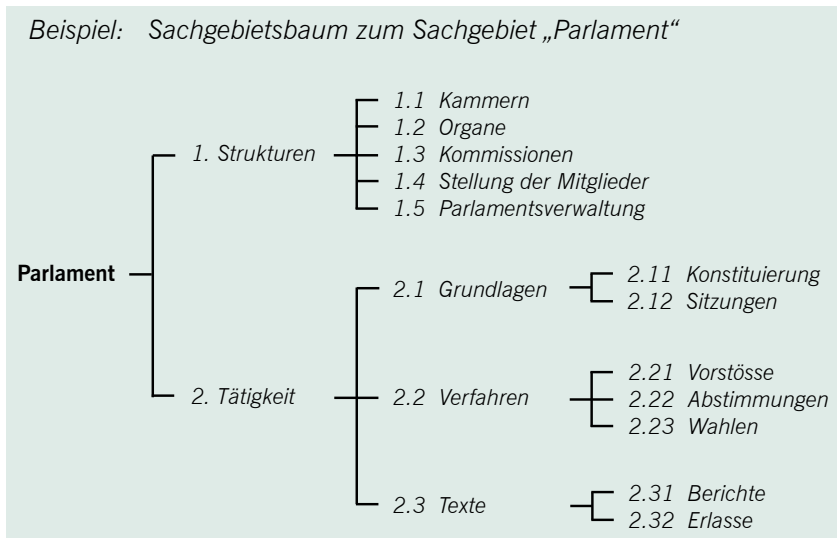 Beispiel: Sachgebietsbaum zum Sachgebiet „Parlament“
Parlament
1. Strukturen
1.1 Kammern
1.2 Organe
1.3 Kommissionen
1.4 Stellung der Mitglieder
1.5 Parlamentsverwaltung
2. Tätigkeit
2.1 Grundlagen
2.11 Konstituierung
2.12 Sitzungen
2.2 Verfahren
2.21 Vorstösse
2.22 Abstimmungen
2.23 Wahlen
2.3 Texte
2.31 Berichte
2.32 Erlasse